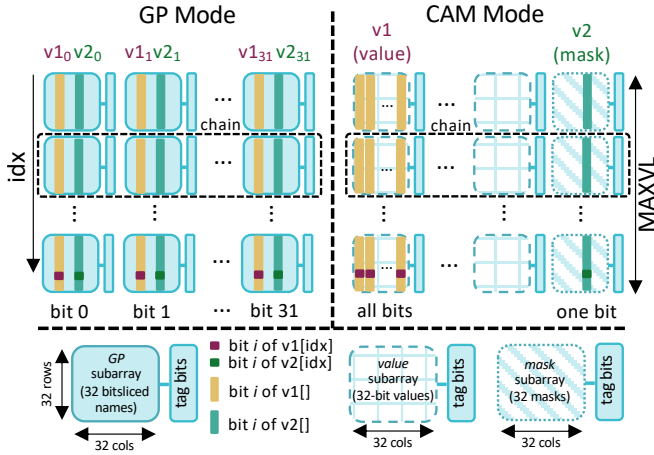 GP Mode
CAM Mode
v1₀ v2₀
v1₁ v2₁
v1₃₁ v2₃₁
v1
(value)
v2
(mask)
...
...
chain
chain
...
...
...
...
idx
MAXVL
...
...
...
...
...
...
...
...
...
bit 0
bit 1
...
bit 31
all bits
one bit
32 rows
GP
subarray
(32 bitsliced
names)
tag bits
32 cols
bit i of v1[idx]
bit i of v2[idx]
bit i of v1[]
bit i of v2[]
value
subarray
(32-bit values)
tag bits
32 cols
mask
subarray
(32 masks)
tag bits
32 cols